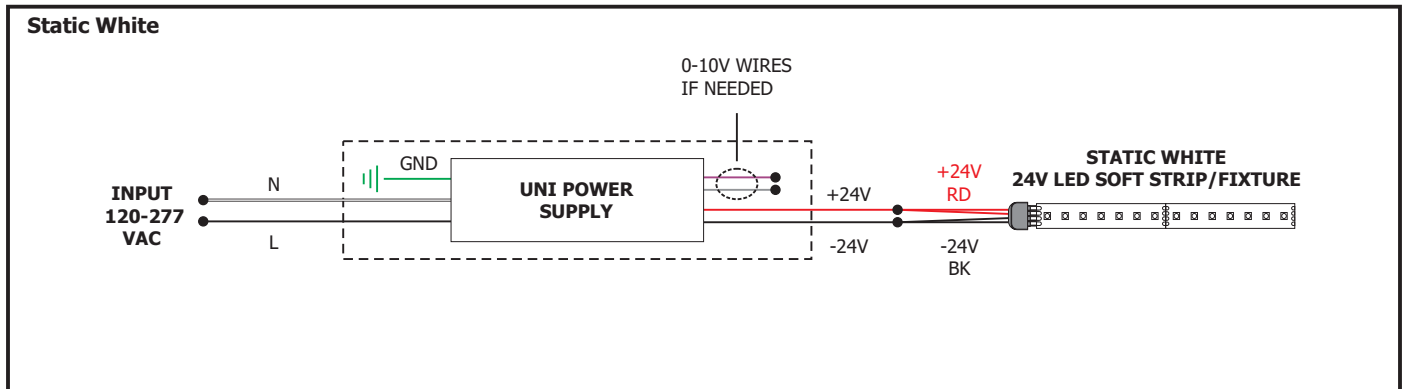 Static White
0-10V WIRES
IF NEEDED
GND
N
INPUT
120-277
VAC
L
UNI POWER
SUPPLY
+24V
-24V
+24V
RD
-24V
BK
STATIC WHITE
24V LED SOFT STRIP/FIXTURE